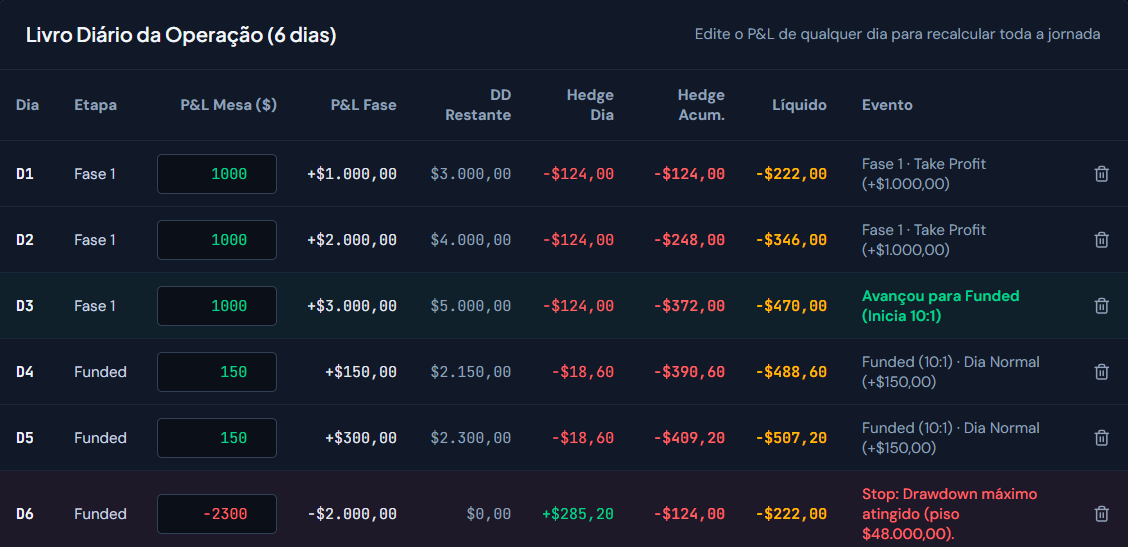 Livro Diário da Operação (6 dias)
Edite o P&L de qualquer dia para recalcular toda a jornada
Dia Etapa P&L Mesa ($) P&L Fase DD Restante Hedge Dia Hedge Acum. Líquido Evento
D1 Fase 1 1000 +$1.000,00 $3.000,00 -$124,00 -$124,00 -$222,00 Fase 1 · Take Profit
(+$1.000,00)
D2 Fase 1 1000 +$2.000,00 $4.000,00 -$124,00 -$248,00 -$346,00 Fase 1 · Take Profit
(+$1.000,00)
D3 Fase 1 1000 +$3.000,00 $5.000,00 -$124,00 -$372,00 -$470,00 Avançou para Funded
(Inicia 10:1)
D4 Funded 150 +$150,00 $2.150,00 -$18,60 -$390,60 -$488,60 Funded (10:1) · Dia Normal
(+$150,00)
D5 Funded 150 +$300,00 $2.300,00 -$18,60 -$409,20 -$507,20 Funded (10:1) · Dia Normal
(+$150,00)
D6 Funded -2300 -$2.000,00 $0,00 +$285,20 -$124,00 -$222,00 Stop: Drawdown máximo
atingido (piso
$48.000,00).